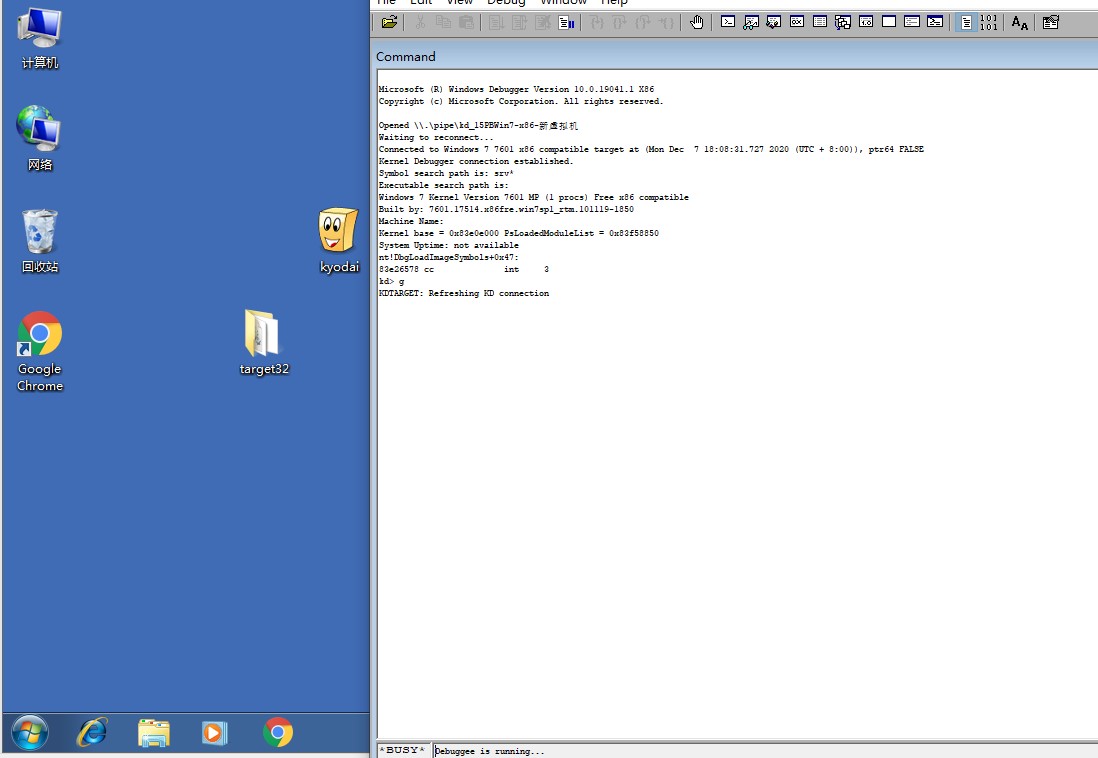 计算机
网络
回收站
kyodai
Google
Chrome
target32
File Edit View Debug Window Help
Command
Microsoft (R) Windows Debugger Version 10.0.19041.1 X86
Copyright (c) Microsoft Corporation. All rights reserved.
Opened \\.\pipe\kd_15PBWin7-x86-新虚拟机
Waiting to reconnect...
Connected to Windows 7 7601 x86 compatible target at (Mon Dec  7 18:08:31.727 2020 (UTC + 8:00)), ptr64 FALSE
Kernel Debugger connection established.
Symbol search path is: srv*
Executable search path is:
Windows 7 Kernel Version 7601 MP (1 procs) Free x86 compatible
Built by: 7601.17514.x86fre.win7sp1_rtm.101119-1850
Machine Name:
Kernel base = 0x83e0e000 PsLoadedModuleList = 0x83f58850
System Uptime: not available
nt!DbgLoadImageSymbols+0x47:
83e26578 cc              int     3
kd> g
KDTARGET: Refreshing KD connection
*BUSY* Debuggee is running...